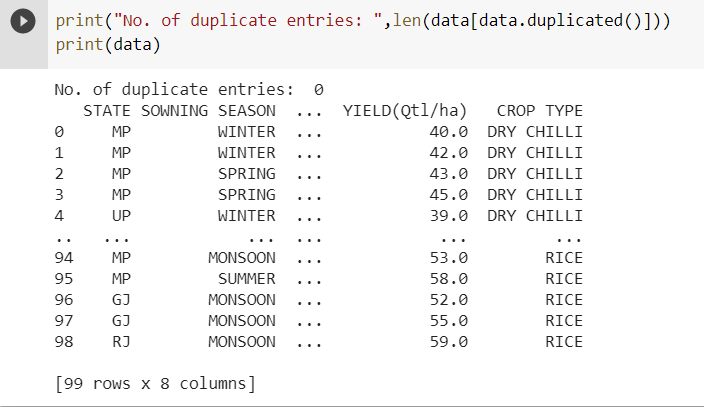 print("No. of duplicate entries: ",len(data[data.duplicated()]))
print(data)
No. of duplicate entries:  0
   STATE SOWNING SEASON  ...  YIELD(Qtl/ha)   CROP TYPE
0     MP         WINTER  ...           40.0  DRY CHILLI
1     MP         WINTER  ...           42.0  DRY CHILLI
2     MP         SPRING  ...           43.0  DRY CHILLI
3     MP         SPRING  ...           45.0  DRY CHILLI
4     UP         WINTER  ...           39.0  DRY CHILLI
..   ...            ...  ...            ...         ...
94    MP        MONSOON  ...           53.0        RICE
95    MP         SUMMER  ...           58.0        RICE
96    GJ        MONSOON  ...           52.0        RICE
97    GJ        MONSOON  ...           55.0        RICE
98    RJ        MONSOON  ...           59.0        RICE
[99 rows x 8 columns]